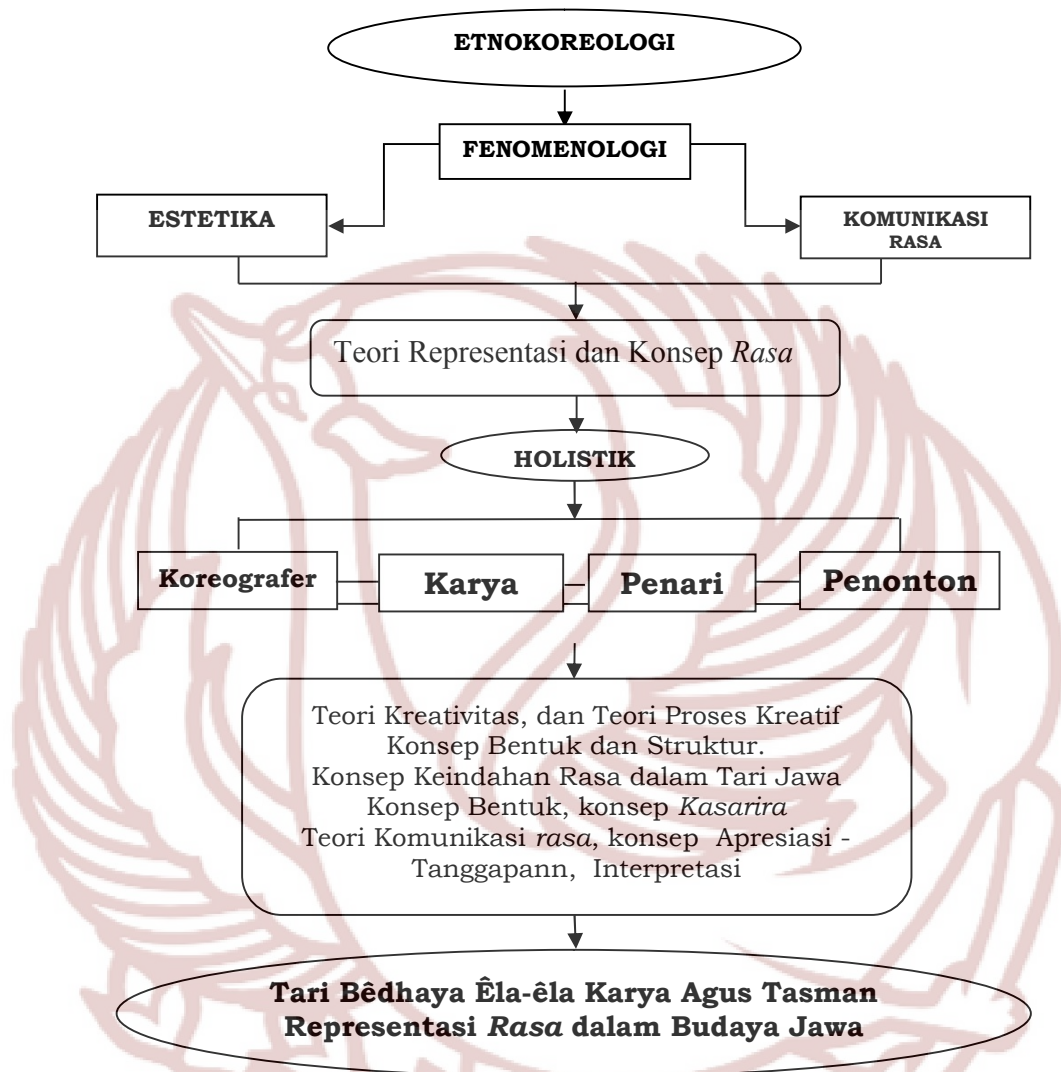 ETNOKOREOLOGI
FENOMENOLOGI
ESTETIKA
KOMUNIKASI
RASA
Teori Representasi dan Konsep Rasa
HOLISTIK
Koreografer
Karya
Penari
Penonton
Teori Kreativitas, dan Teori Proses Kreatif
Konsep Bentuk dan Struktur.
Konsep Keindahan Rasa dalam Tari Jawa
Konsep Bentuk, konsep Kasarira
Teori Komunikasi rasa, konsep Apresiasi -
Tanggapann, Interpretasi
Tari Bêdhaya Êla-êla Karya Agus Tasman
Representasi Rasa dalam Budaya Jawa